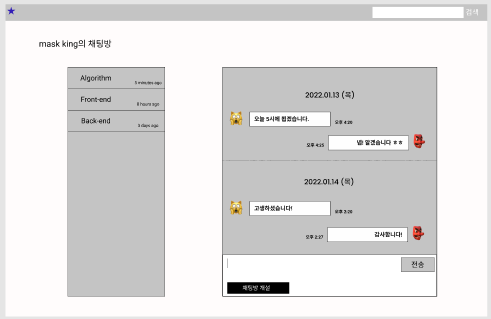 검색
mask king의 채팅방
Algorithm
5 minutes ago
Front-end
8 hours ago
Back-end
3 days ago
2022.01.13 (목)
오늘 5시에 뵙겠습니다.
오후 4:20
넵! 알겠습니다 ㅎㅎ
오후 4:25
2022.01.14 (목)
고생하셨습니다!
오후 2:20
감사합니다!
오후 2:27
전송
채팅방 개설